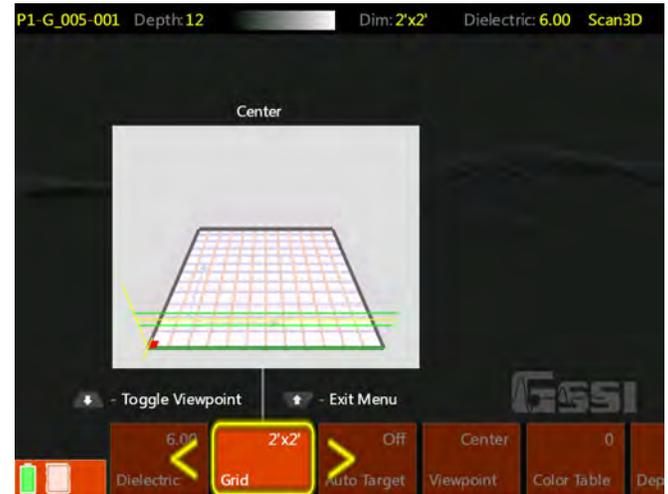 P1-G_005-001 Depth: 12 Dim: 2'x2' Dielectric: 6.00 Scan3D
Center
- Toggle Viewpoint - Exit Menu
GSSI
6.00 2'x2' Off Center 0
Dielectric Grid Auto Target Viewpoint Color Table Dep